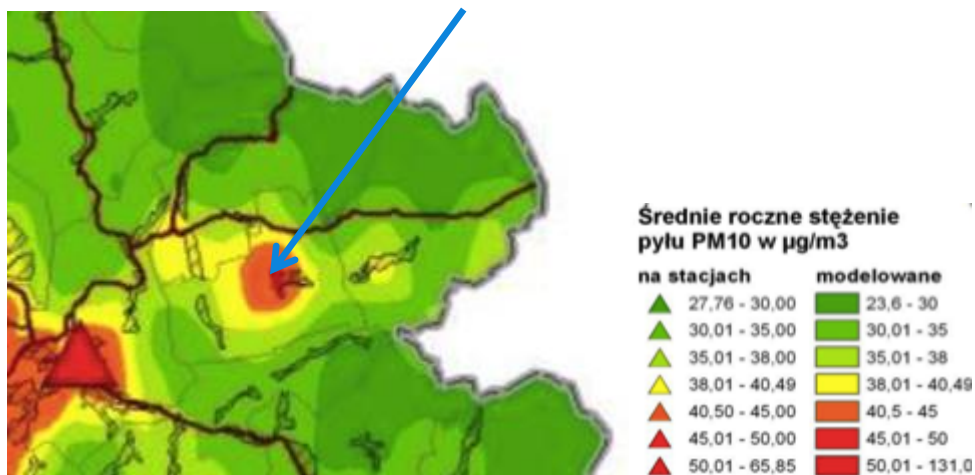 Średnie roczne stężenie
pyłu PM10 w µg/m3
na stacjach modelowane
27,76 - 30,00 23,6 - 30
30,01 - 35,00 30,01 - 35
35,01 - 38,00 35,01 - 38
38,01 - 40,49 38,01 - 40,49
40,50 - 45,00 40,5 - 45
45,01 - 50,00 45,01 - 50
50,01 - 65,85 50,01 - 131,0